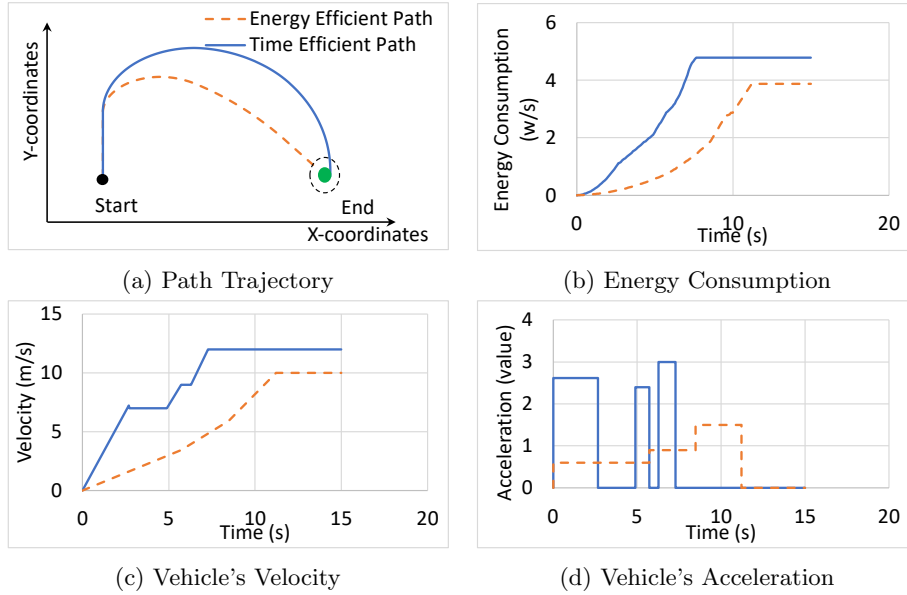 Energy Efficient Path
Time Efficient Path
Y-coordinates
Start
End
X-coordinates
(a) Path Trajectory
6
4
2
0
Energy Consumption
(w/s)
0 10 20
Time (s)
(b) Energy Consumption
15
10
5
0
Velocity (m/s)
0 5 10 15 20
Time (s)
(c) Vehicle's Velocity
4
3
2
1
0
Acceleration (value)
0 5 10 15 20
Time (s)
(d) Vehicle's Acceleration